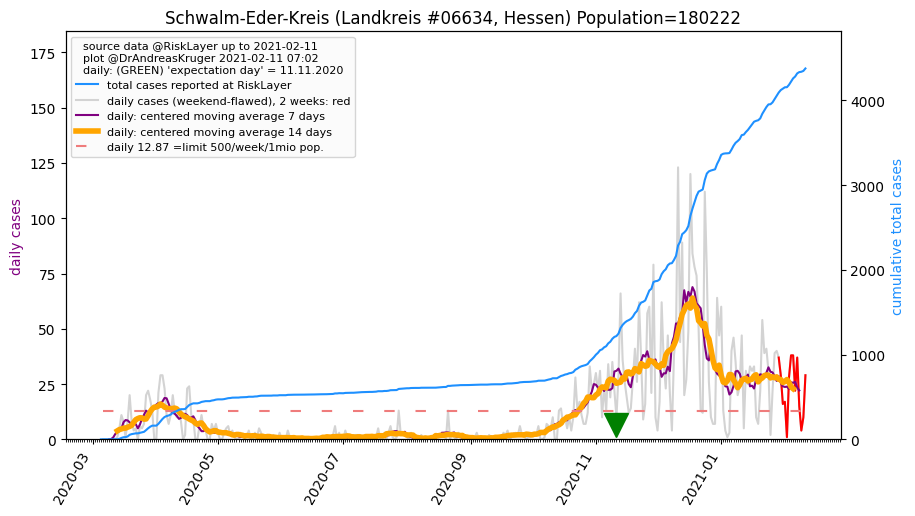 Schwalm-Eder-Kreis (Landkreis #06634, Hessen) Population=180222
source data @RiskLayer up to 2021-02-11
plot @DrAndreasKruger 2021-02-11 07:02
daily: (GREEN) 'expectation day' = 11.11.2020
total cases reported at RiskLayer
daily cases (weekend-flawed), 2 weeks: red
daily: centered moving average 7 days
daily: centered moving average 14 days
daily 12.87 =limit 500/week/1mio pop.
daily cases
175
150
125
100
75
50
25
0
cumulative total cases
4000
3000
2000
1000
0
2020-03
2020-05
2020-07
2020-09
2020-11
2021-01